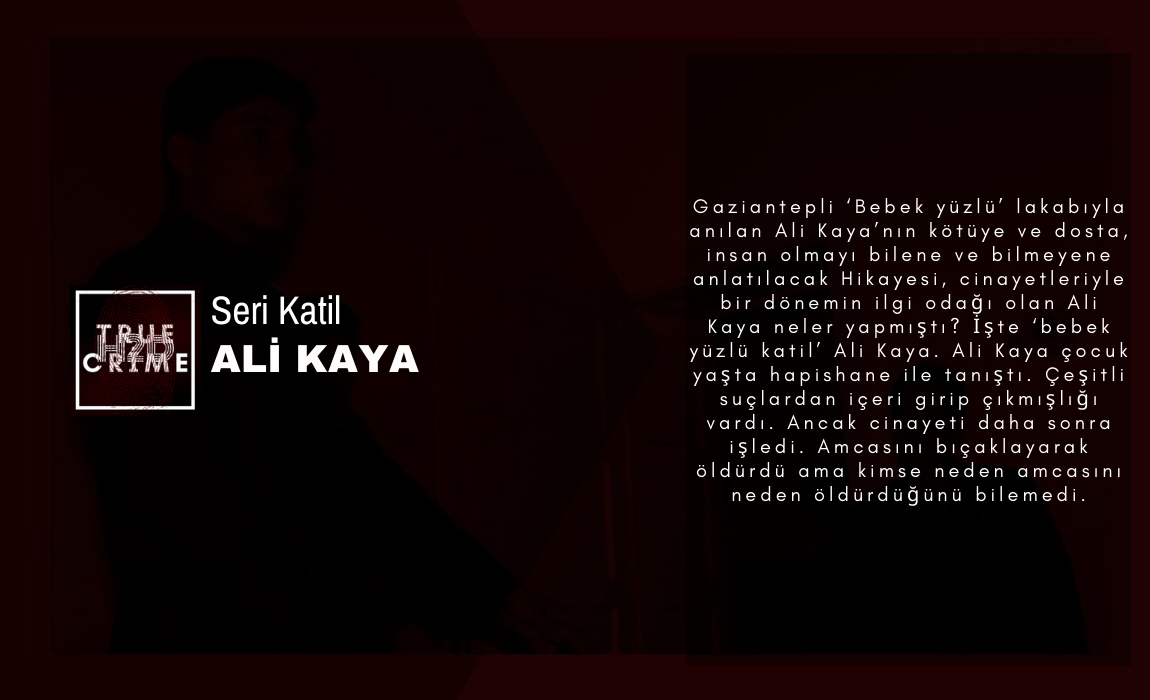 TRUE
H2D
CRIME
Seri Katil
ALİ KAYA
Gaziantepli ‘Bebek yüzlü’ lakabıyla
anılan Ali Kaya’nın kötüye ve dosta,
insan olmayı bilene ve bilmeyene
anlatılacak Hikayesi, cinayetleriyle
bir dönemin ilgi odağı olan Ali
Kaya neler yapmıştı? İşte ‘bebek
yüzlü katil’ Ali Kaya. Ali Kaya çocuk
yaşta hapishane ile tanıştı. Çeşitli
suçlardan içeri girip çıkmışlığı
vardı. Ancak cinayeti daha sonra
işledi. Amcasını bıçaklayarak
öldürdü ama kimse neden amcasını
neden öldürdüğünü bilemedi.